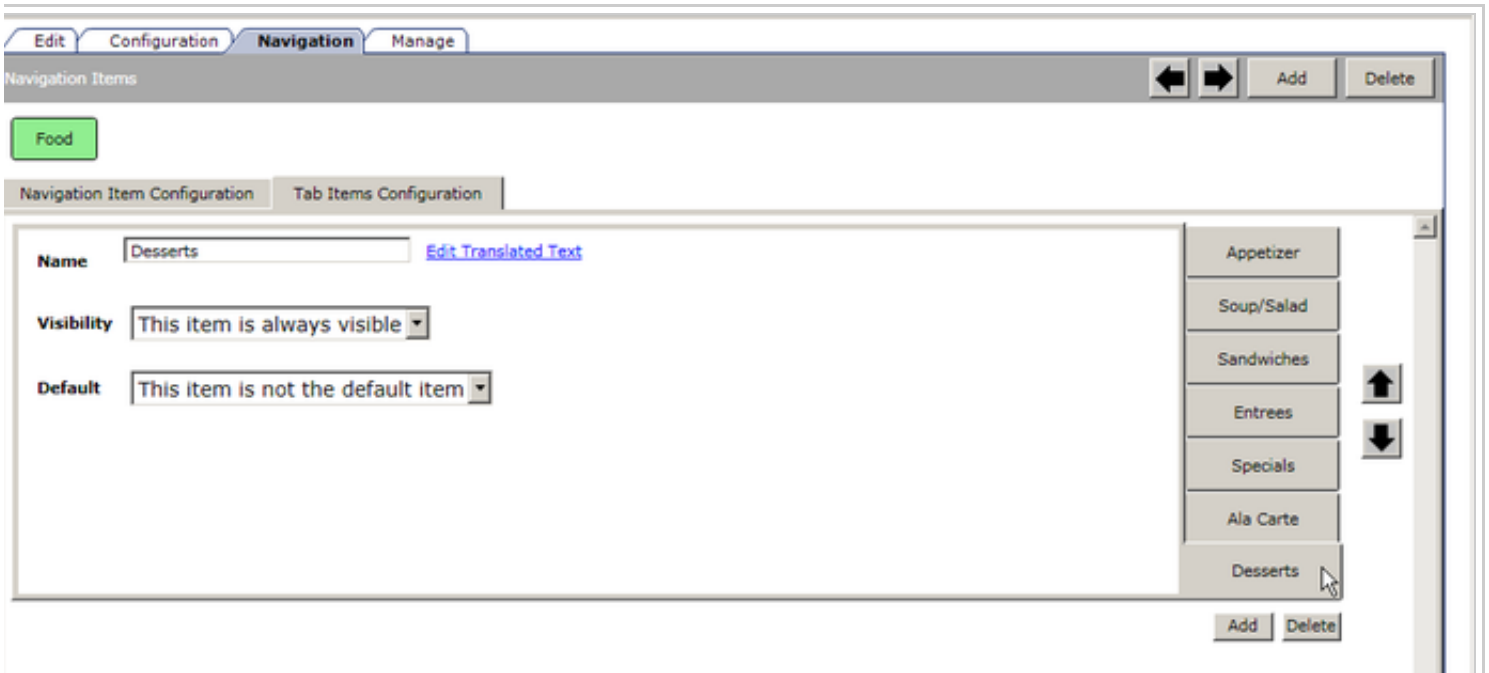 Edit Configuration Navigation Manage
Navigation Items Add Delete
Food
Navigation Item Configuration Tab Items Configuration
Name Desserts Edit Translated Text
Visibility This item is always visible
Default This item is not the default item
Appetizer
Soup/Salad
Sandwiches
Entrees
Specials
Ala Carte
Desserts
Add Delete